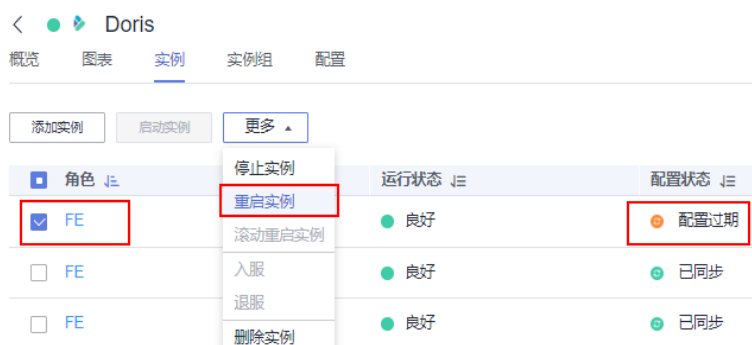 Doris
概览 图表 实例 实例组 配置
添加实例 启动实例 更多
角色 运行状态 配置状态
停止实例
重启实例
FE 良好 配置过期
滚动重启实例
入服
FE 良好 已同步
退服
FE 良好 已同步
删除实例